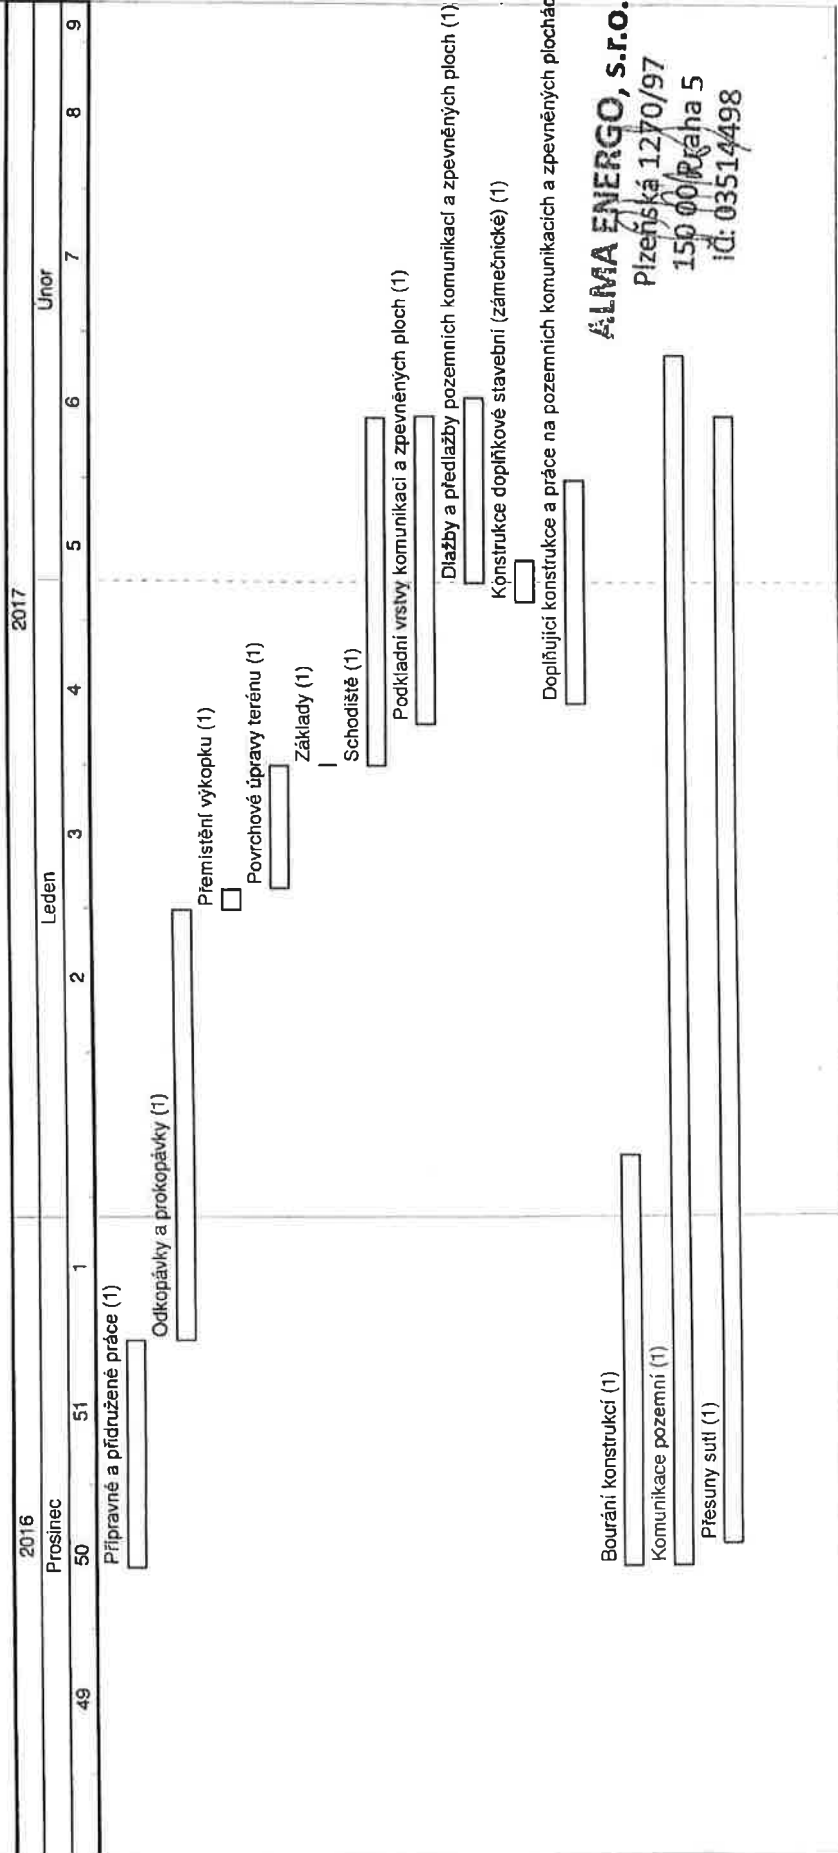 2016 2017
Prosinec Leden Únor
49 50 51 1 2 3 4 5 6 7 8 9
Přípravné a přidružené práce (1)
Odkopávky a prokopávky (1)
Přemístění výkopku (1)
Povrchové úpravy terénu (1)
Základy (1)
Schodiště (1)
Podkladní vrstvy komunikací a zpevněných ploch (1)
Dlažby a předlažby pozemních komunikací a zpevněných ploch (1)
Konstrukce doplňkové stavební (zámečnické) (1)
Doplňující konstrukce a práce na pozemních komunikacích a zpevněných plochác
Bourání konstrukcí (1)
Komunikace pozemní (1)
Přesuny sutí (1)
ALMA ENERGO, s.r.o.
Plzeňská 1270/97
150 00 Praha 5
IČ: 03514498